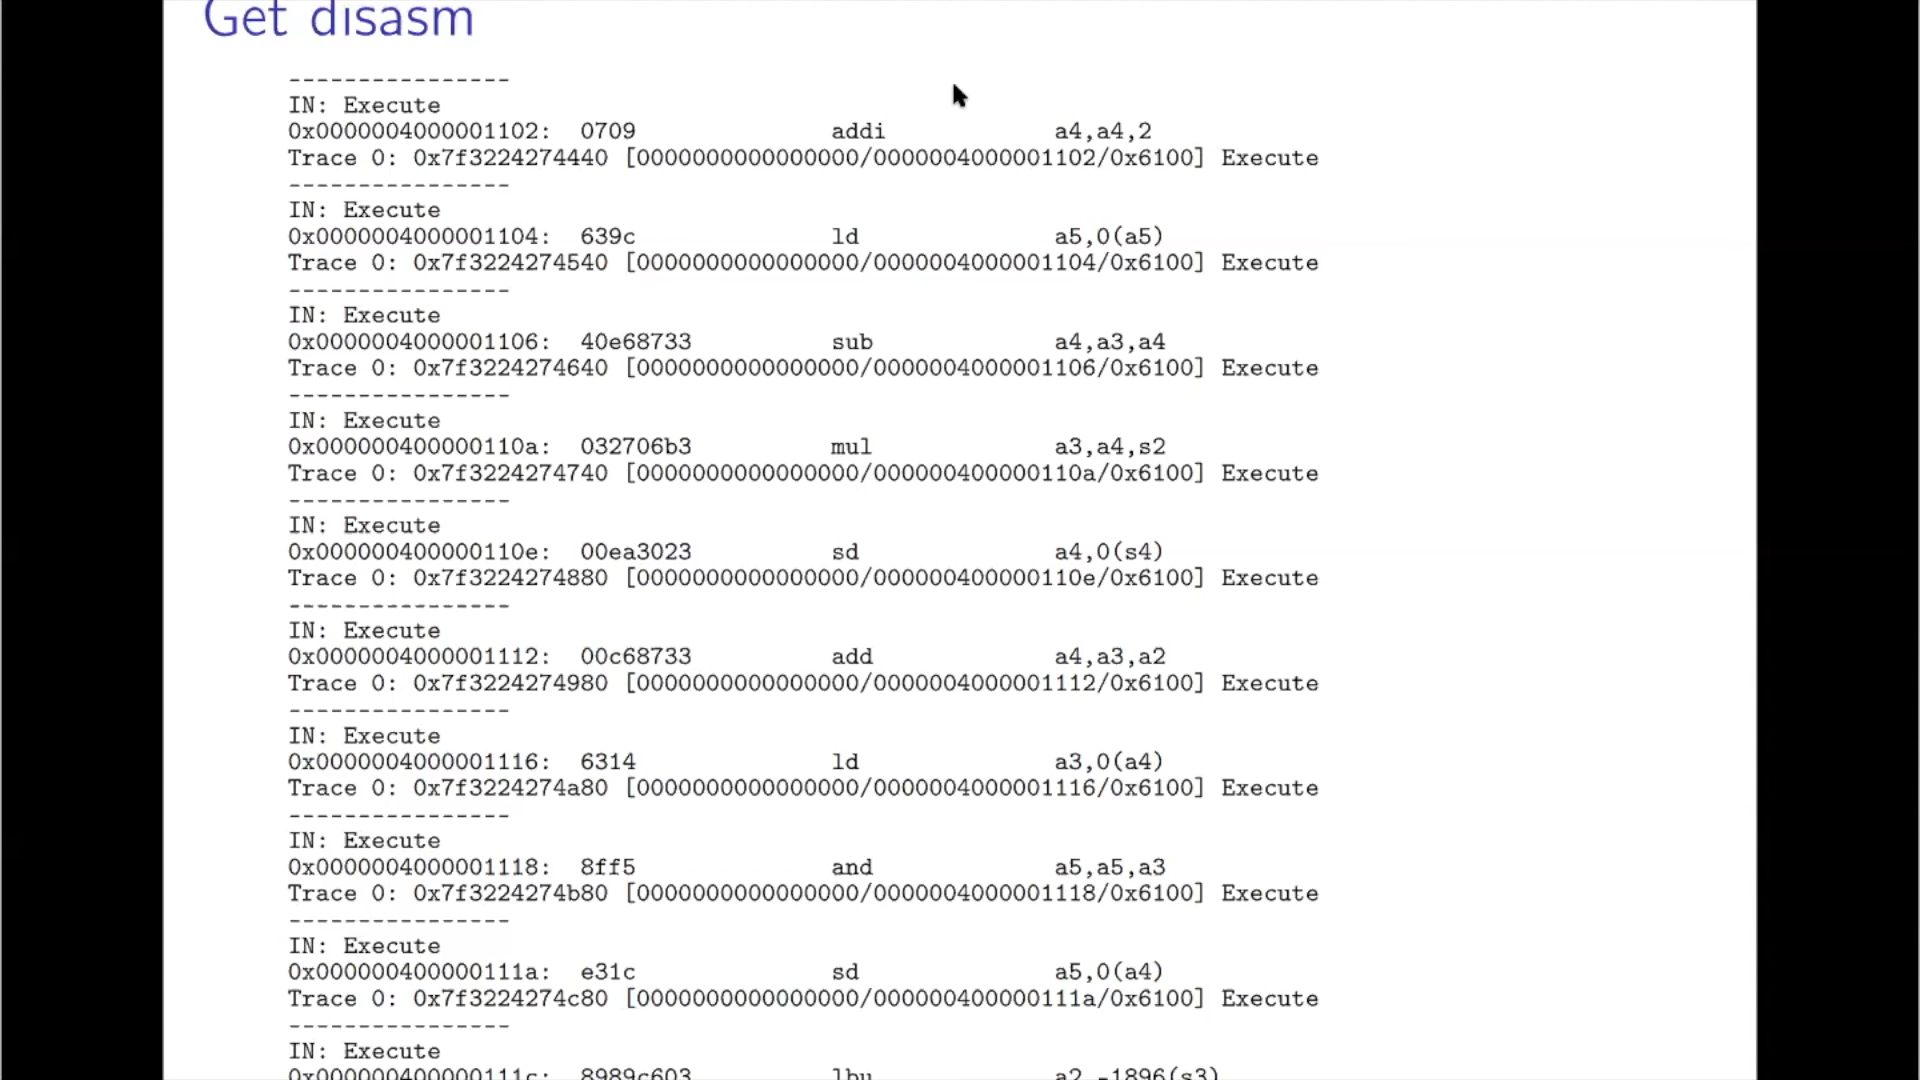 Get disasm
----------------
IN: Execute
0x0000004000001102:  0709              addi            a4,a4,2
Trace 0: 0x7f3224274440 [0000000000000000/0000004000001102/0x6100] Execute
----------------
IN: Execute
0x0000004000001104:  639c              ld              a5,0(a5)
Trace 0: 0x7f3224274540 [0000000000000000/0000004000001104/0x6100] Execute
----------------
IN: Execute
0x0000004000001106:  40e68733          sub             a4,a3,a4
Trace 0: 0x7f3224274640 [0000000000000000/0000004000001106/0x6100] Execute
----------------
IN: Execute
0x000000400000110a:  032706b3          mul             a3,a4,s2
Trace 0: 0x7f3224274740 [0000000000000000/000000400000110a/0x6100] Execute
----------------
IN: Execute
0x000000400000110e:  00ea3023          sd              a4,0(s4)
Trace 0: 0x7f3224274880 [0000000000000000/000000400000110e/0x6100] Execute
----------------
IN: Execute
0x0000004000001112:  00c68733          add             a4,a3,a2
Trace 0: 0x7f3224274980 [0000000000000000/0000004000001112/0x6100] Execute
----------------
IN: Execute
0x0000004000001116:  6314              ld              a3,0(a4)
Trace 0: 0x7f3224274a80 [0000000000000000/0000004000001116/0x6100] Execute
----------------
IN: Execute
0x0000004000001118:  8ff5              and             a5,a5,a3
Trace 0: 0x7f3224274b80 [0000000000000000/0000004000001118/0x6100] Execute
----------------
IN: Execute
0x000000400000111a:  e31c              sd              a5,0(a4)
Trace 0: 0x7f3224274c80 [0000000000000000/000000400000111a/0x6100] Execute
----------------
IN: Execute
0x000000400000111c:  8989c603          lbu             a2,-1896(s3)